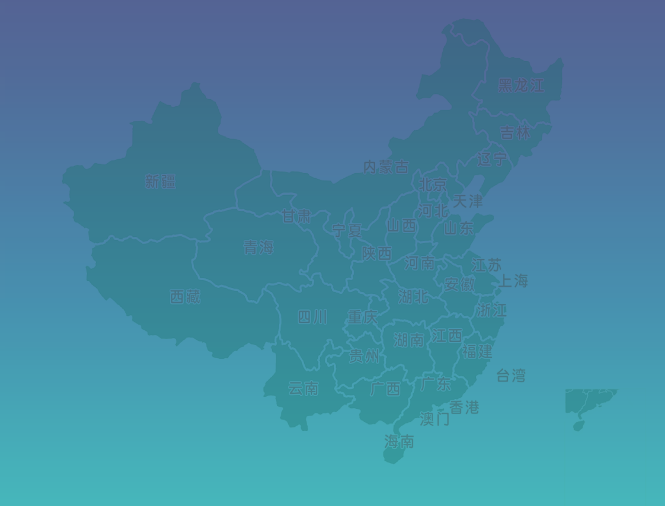 黑龙江
吉林
辽宁
内蒙古
新疆
北京
天津
河北
甘肃
山西
山东
宁夏
青海
陕西
河南
江苏
上海
安徽
西藏
湖北
浙江
四川
重庆
江西
湖南
福建
贵州
台湾
云南
广西
广东
香港
澳门
海南